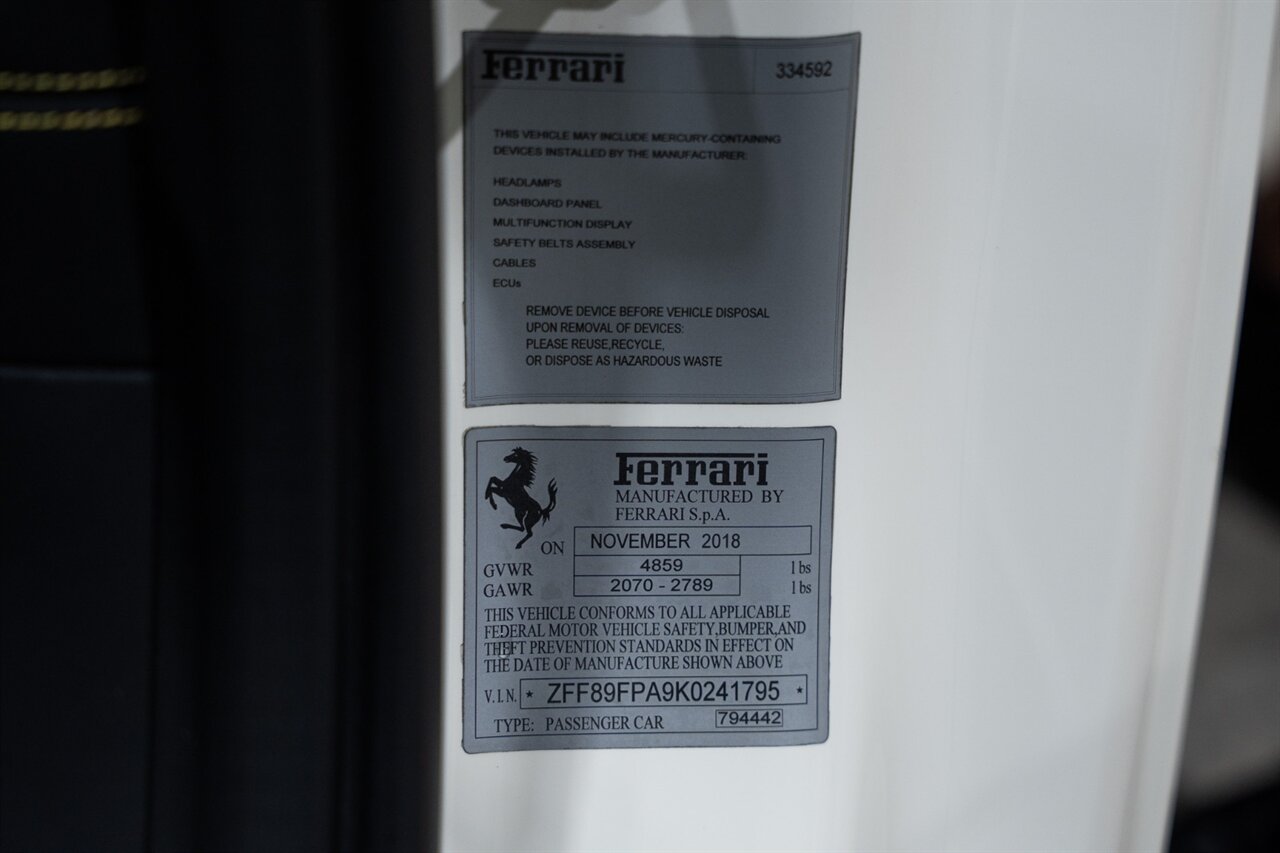 Ferrari 334592
THIS VEHICLE MAY INCLUDE MERCURY-CONTAINING
DEVICES INSTALLED BY THE MANUFACTURER:
HEADLAMPS
DASHBOARD PANEL
MULTIFUNCTION DISPLAY
SAFETY BELTS ASSEMBLY
CABLES
ECUs
REMOVE DEVICE BEFORE VEHICLE DISPOSAL
UPON REMOVAL OF DEVICES:
PLEASE REUSE,RECYCLE,
OR DISPOSE AS HAZARDOUS WASTE
Ferrari
MANUFACTURED BY
FERRARI S.p.A.
ON NOVEMBER 2018
GVWR 4859 lbs
GAWR 2070 - 2789 lbs
THIS VEHICLE CONFORMS TO ALL APPLICABLE
FEDERAL MOTOR VEHICLE SAFETY,BUMPER,AND
THEFT PREVENTION STANDARDS IN EFFECT ON
THE DATE OF MANUFACTURE SHOWN ABOVE
V.I.N. * ZFF89FPA9K0241795 *
TYPE: PASSENGER CAR 794442